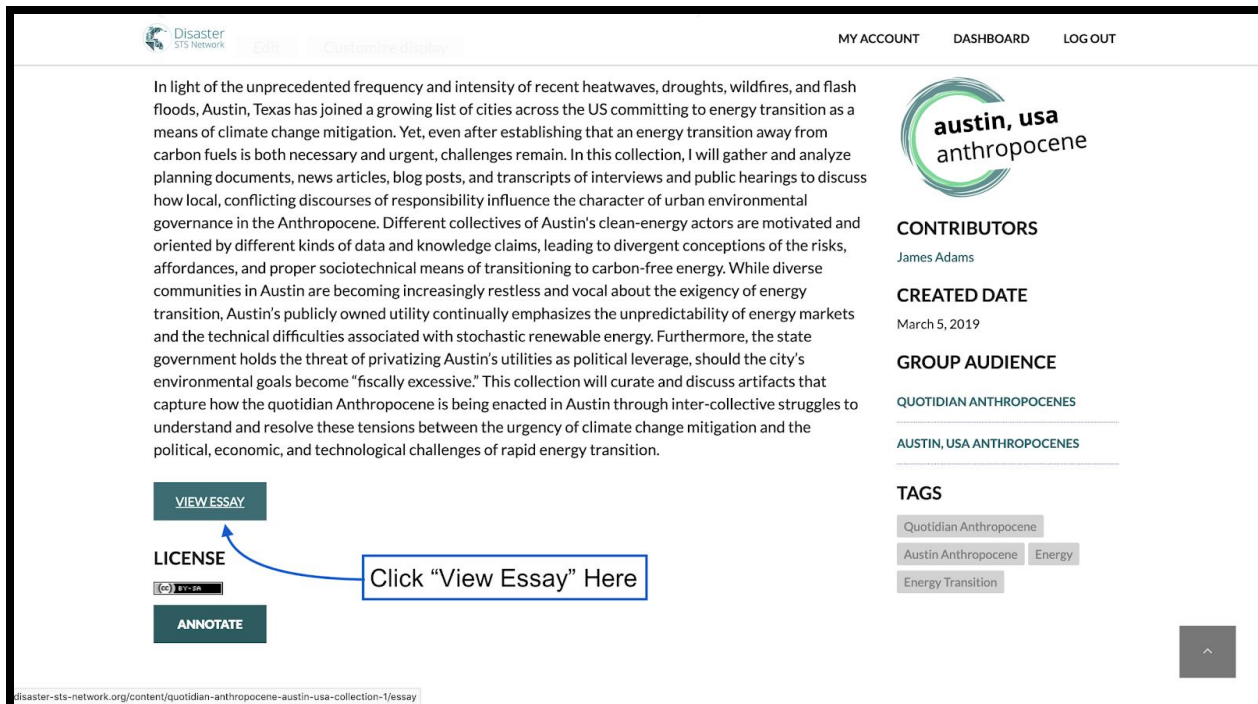 Disaster
STS Network
Edit
Customize display
MY ACCOUNT
DASHBOARD
LOG OUT
In light of the unprecedented frequency and intensity of recent heatwaves, droughts, wildfires, and flash
floods, Austin, Texas has joined a growing list of cities across the US committing to energy transition as a
means of climate change mitigation. Yet, even after establishing that an energy transition away from
carbon fuels is both necessary and urgent, challenges remain. In this collection, I will gather and analyze
planning documents, news articles, blog posts, and transcripts of interviews and public hearings to discuss
how local, conflicting discourses of responsibility influence the character of urban environmental
governance in the Anthropocene. Different collectives of Austin's clean-energy actors are motivated and
oriented by different kinds of data and knowledge claims, leading to divergent conceptions of the risks,
affordances, and proper sociotechnical means of transitioning to carbon-free energy. While diverse
communities in Austin are becoming increasingly restless and vocal about the exigency of energy
transition, Austin’s publicly owned utility continually emphasizes the unpredictability of energy markets
and the technical difficulties associated with stochastic renewable energy. Furthermore, the state
government holds the threat of privatizing Austin’s utilities as political leverage, should the city’s
environmental goals become “fiscally excessive.” This collection will curate and discuss artifacts that
capture how the quotidian Anthropocene is being enacted in Austin through inter-collective struggles to
understand and resolve these tensions between the urgency of climate change mitigation and the
political, economic, and technological challenges of rapid energy transition.
VIEW ESSAY
LICENSE
(cc) BY-SA
Click “View Essay” Here
ANNOTATE
austin, usa
anthropocene
CONTRIBUTORS
James Adams
CREATED DATE
March 5, 2019
GROUP AUDIENCE
QUOTIDIAN ANTHROPOCENES
AUSTIN, USA ANTHROPOCENES
TAGS
Quotidian Anthropocene
Austin Anthropocene
Energy
Energy Transition
disaster-sts-network.org/content/quotidian-anthropocene-austin-usa-collection-1/essay